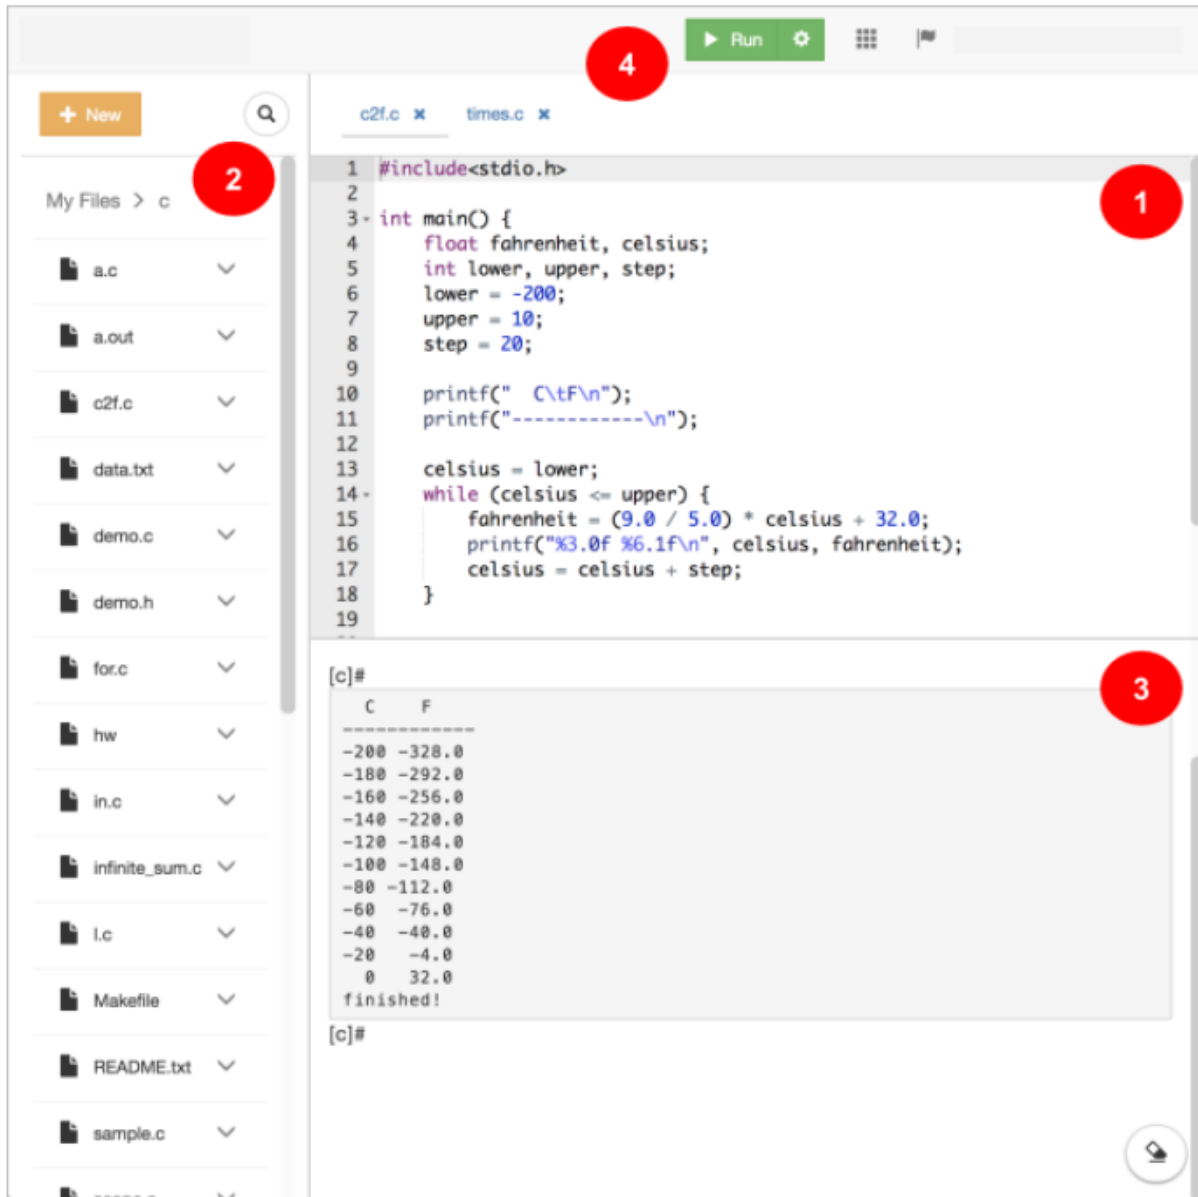 4
Run
+ New
2
My Files > c
a.c
a.out
c2f.c
data.txt
demo.c
demo.h
for.c
hw
in.c
infinite_sum.c
l.c
Makefile
README.txt
sample.c
c2f.c × times.c ×
1
1 #include<stdio.h>
2
3 int main() {
4     float fahrenheit, celsius;
5     int lower, upper, step;
6     lower = -200;
7     upper = 10;
8     step = 20;
9
10     printf("  C\tF\n");
11     printf("------------\n");
12
13     celsius = lower;
14     while (celsius <= upper) {
15         fahrenheit = (9.0 / 5.0) * celsius + 32.0;
16         printf("%3.0f %6.1f\n", celsius, fahrenheit);
17         celsius = celsius + step;
18     }
19
3
[c]#
  C    F
------------
-200 -328.0
-180 -292.0
-160 -256.0
-140 -220.0
-120 -184.0
-100 -148.0
-80 -112.0
-60  -76.0
-40  -40.0
-20   -4.0
  0   32.0
finished!
[c]#